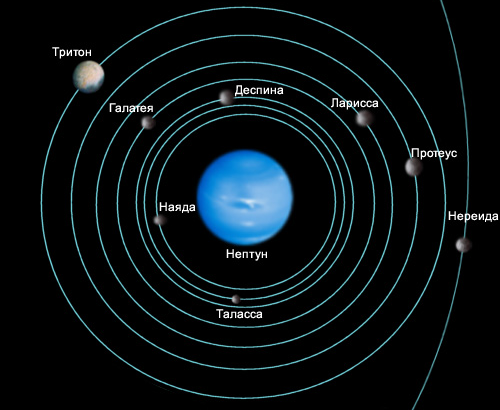 Тритон
Деспина
Галатея
Ларисса
Протеус
Наяда
Нереида
Нептун
Таласса